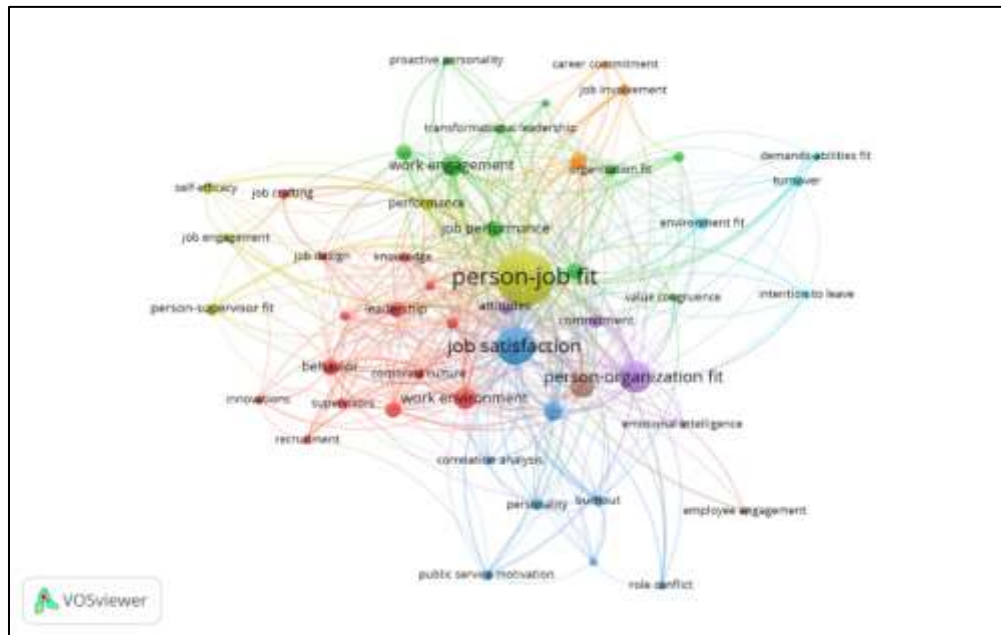 proactive personality
career commitment
job involvement
transformational leadership
demands-abilities fit
work engagement
organization fit
turnover
self-efficacy
job crafting
performance
environment fit
job performance
job engagement
job design
knowledge
person-job fit
value congruence
intention to leave
person-supervisor fit
attitudes
leadership
commitment
job satisfaction
behavior
corporate culture
person-organization fit
innovations
supervisors
work environment
emotional intelligence
recruitment
correlation analysis
personality
burnout
employee engagement
public service motivation
role conflict
VOSviewer